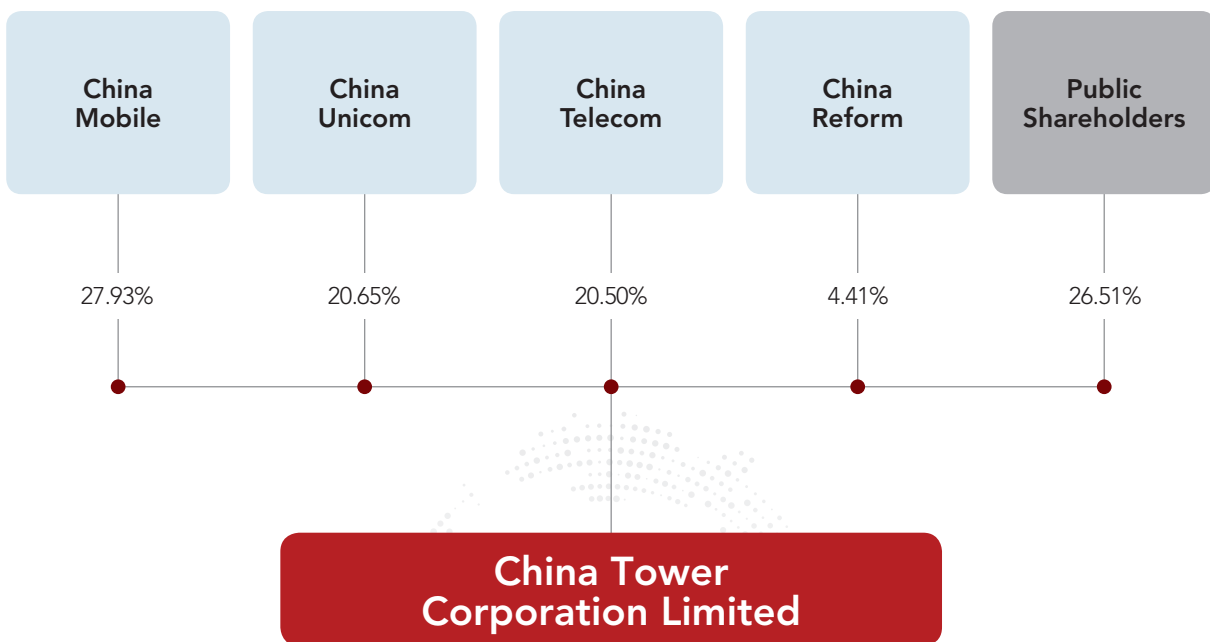 China
Mobile
China
Unicom
China
Telecom
China
Reform
Public
Shareholders
27.93%
20.65%
20.50%
4.41%
26.51%
China Tower
Corporation Limited